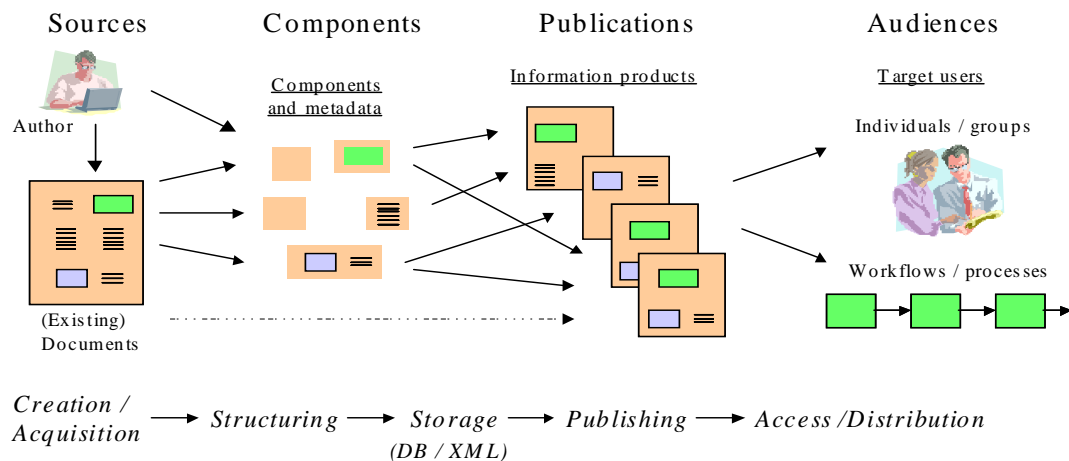 Sources
Components
Publications
Audiences
Author
(Existing)
Documents
Components
and metadata
Information products
Target users
Individuals / groups
Workflows / processes
Creation /
Acquisition
Structuring
Storage
(DB / XML)
Publishing
Access /Distribution